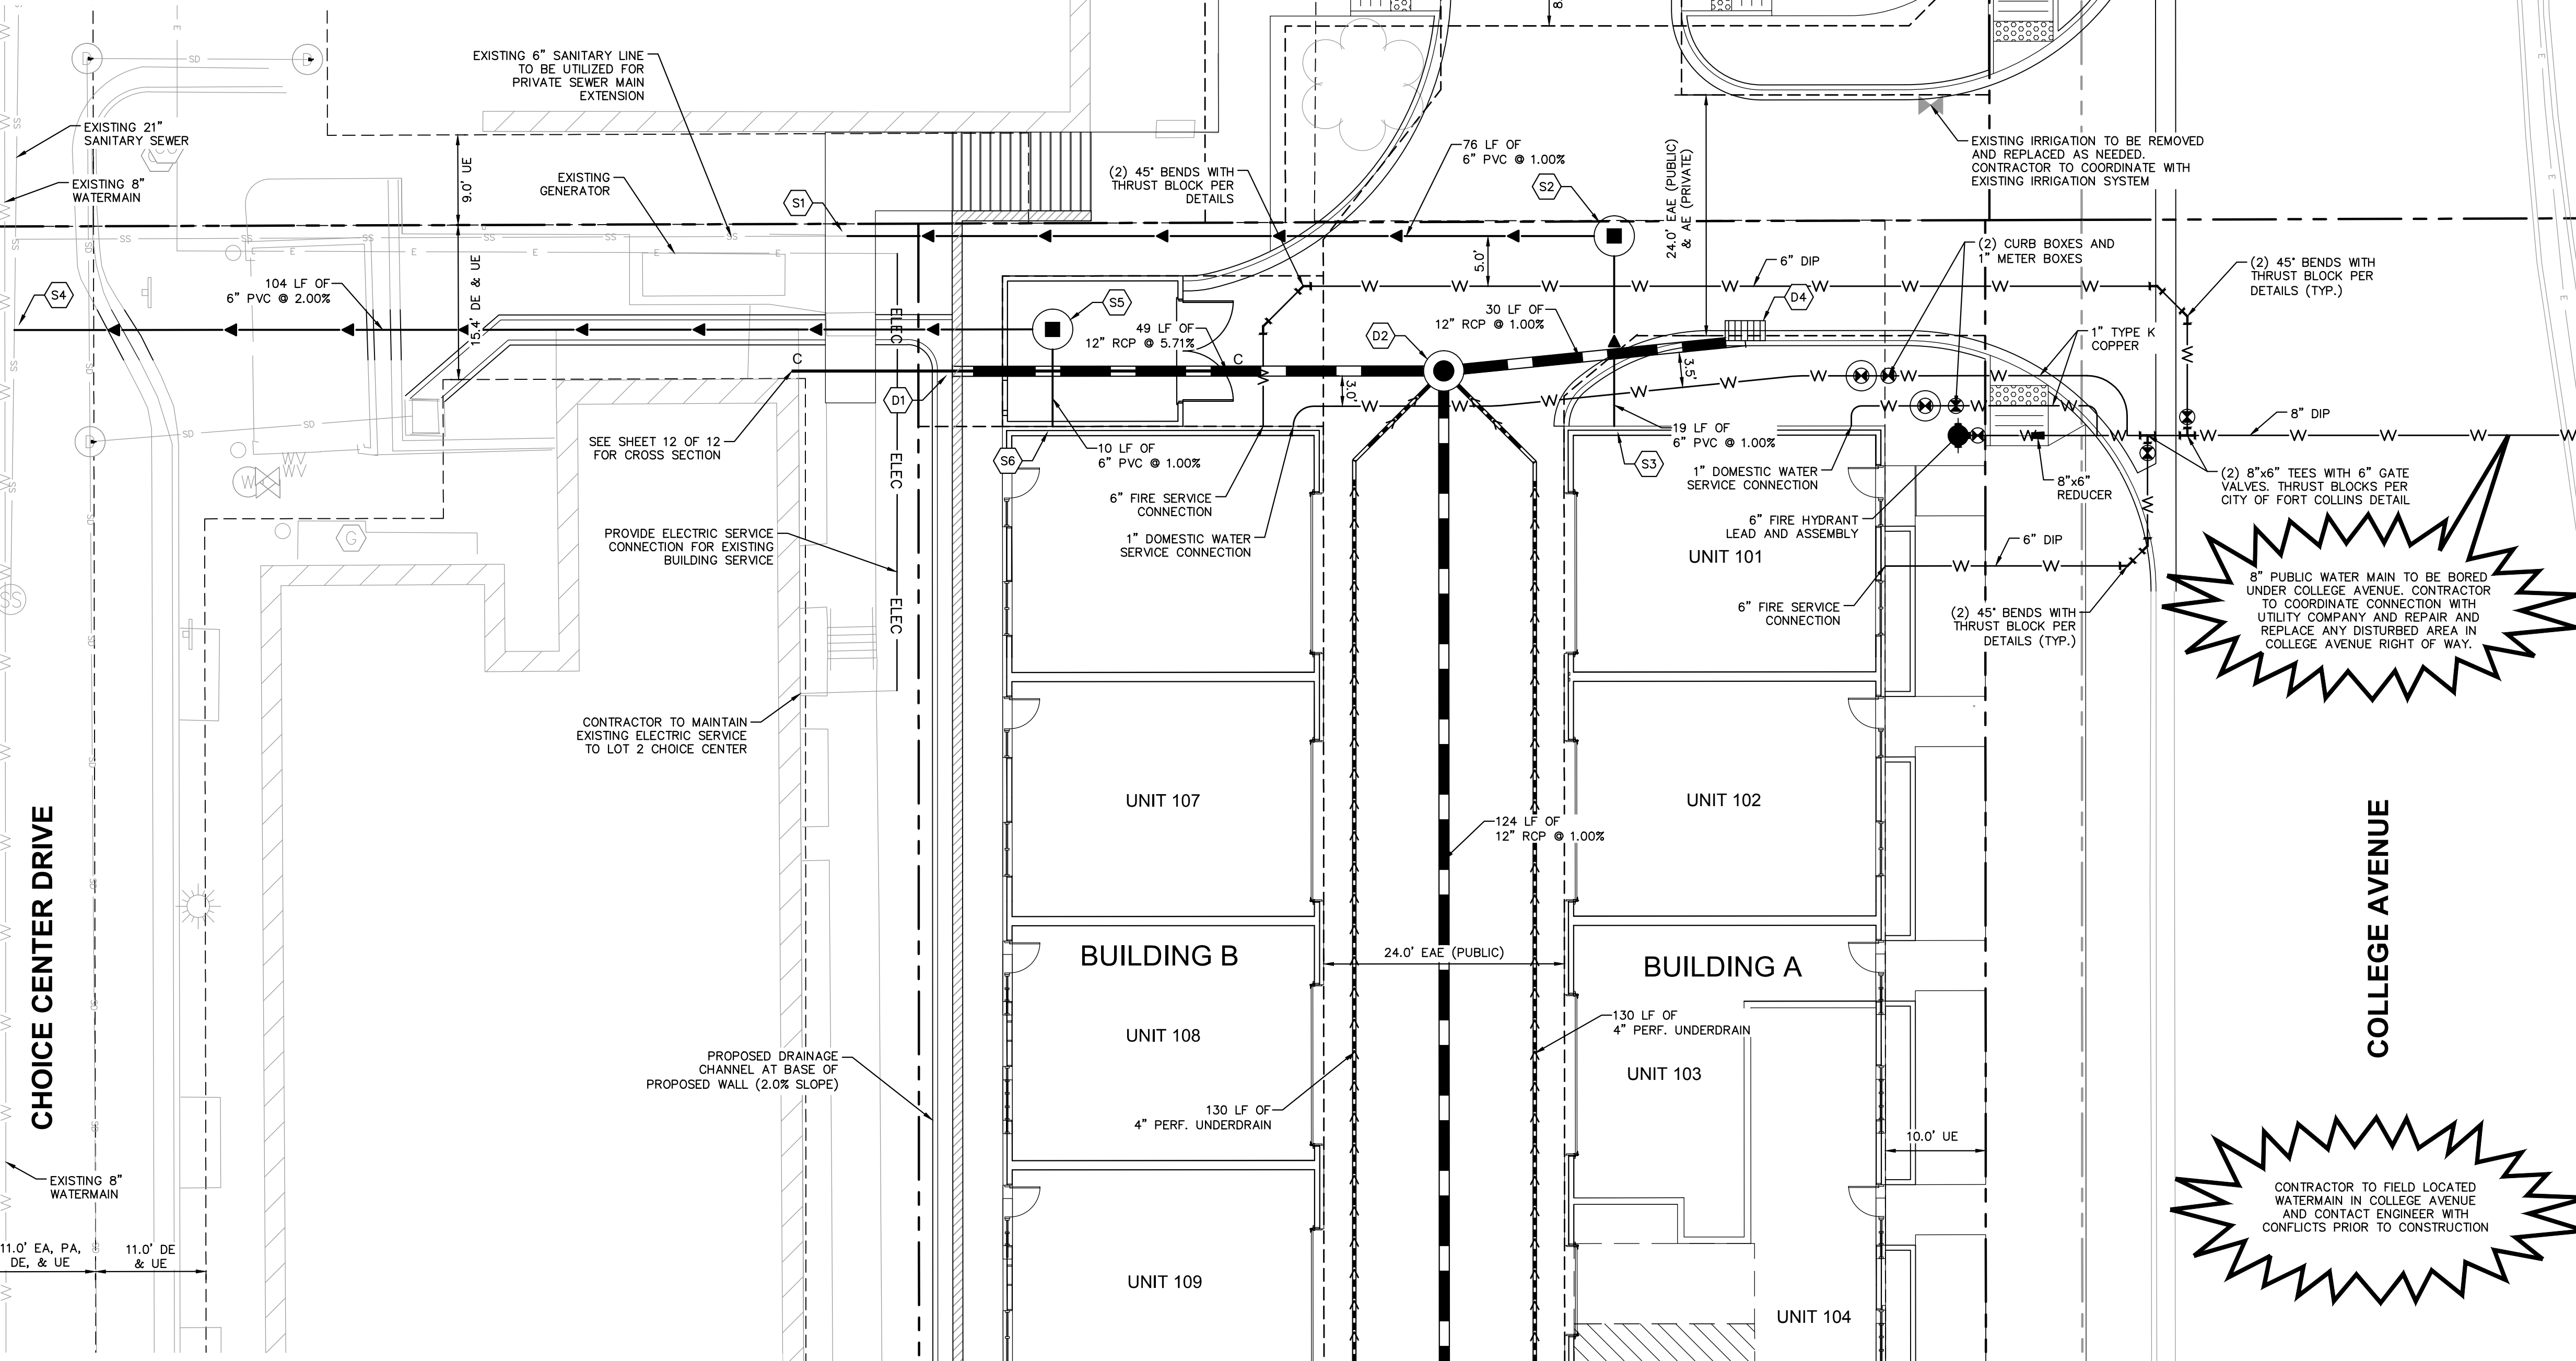 EXISTING 6" SANITARY LINE
TO BE UTILIZED FOR
PRIVATE SEWER MAIN
EXTENSION
EXISTING 21"
SANITARY SEWER
EXISTING 8"
WATERMAIN
9.0' UE
EXISTING
GENERATOR
S1
(2) 45° BENDS WITH
THRUST BLOCK PER
DETAILS
76 LF OF
6" PVC @ 1.00%
S2
24.0' EAE (PUBLIC)
& AE (PRIVATE)
EXISTING IRRIGATION TO BE REMOVED
AND REPLACED AS NEEDED.
CONTRACTOR TO COORDINATE WITH
EXISTING IRRIGATION SYSTEM
(2) CURB BOXES AND
1" METER BOXES
(2) 45° BENDS WITH
THRUST BLOCK PER
DETAILS (TYP.)
5.0'
6" DIP
S4
104 LF OF
6" PVC @ 2.00%
15.4' DE & UE
ELEC
S5
49 LF OF
12" RCP @ 5.71%
D2
30 LF OF
12" RCP @ 1.00%
D4
1" TYPE K
COPPER
C
C
D1
3.0'
3.5'
SEE SHEET 12 OF 12
FOR CROSS SECTION
S6
10 LF OF
6" PVC @ 1.00%
19 LF OF
6" PVC @ 1.00%
S3
8" DIP
1" DOMESTIC WATER
SERVICE CONNECTION
8"x6"
REDUCER
(2) 8"x6" TEES WITH 6" GATE
VALVES. THRUST BLOCKS PER
CITY OF FORT COLLINS DETAIL
ELEC
6" FIRE SERVICE
CONNECTION
1" DOMESTIC WATER
SERVICE CONNECTION
6" FIRE HYDRANT
LEAD AND ASSEMBLY
UNIT 101
6" DIP
PROVIDE ELECTRIC SERVICE
CONNECTION FOR EXISTING
BUILDING SERVICE
ELEC
6" FIRE SERVICE
CONNECTION
(2) 45° BENDS WITH
THRUST BLOCK PER
DETAILS (TYP.)
8" PUBLIC WATER MAIN TO BE BORED
UNDER COLLEGE AVENUE. CONTRACTOR
TO COORDINATE CONNECTION WITH
UTILITY COMPANY AND REPAIR AND
REPLACE ANY DISTURBED AREA IN
COLLEGE AVENUE RIGHT OF WAY.
CONTRACTOR TO MAINTAIN
EXISTING ELECTRIC SERVICE
TO LOT 2 CHOICE CENTER
UNIT 107
UNIT 102
124 LF OF
12" RCP @ 1.00%
CHOICE CENTER DRIVE
COLLEGE AVENUE
BUILDING B
24.0' EAE (PUBLIC)
BUILDING A
UNIT 108
130 LF OF
4" PERF. UNDERDRAIN
UNIT 103
PROPOSED DRAINAGE
CHANNEL AT BASE OF
PROPOSED WALL (2.0% SLOPE)
130 LF OF
4" PERF. UNDERDRAIN
10.0' UE
EXISTING 8"
WATERMAIN
CONTRACTOR TO FIELD LOCATED
WATERMAIN IN COLLEGE AVENUE
AND CONTACT ENGINEER WITH
CONFLICTS PRIOR TO CONSTRUCTION
11.0' EA, PA,
DE, & UE
11.0' DE
& UE
UNIT 109
UNIT 104